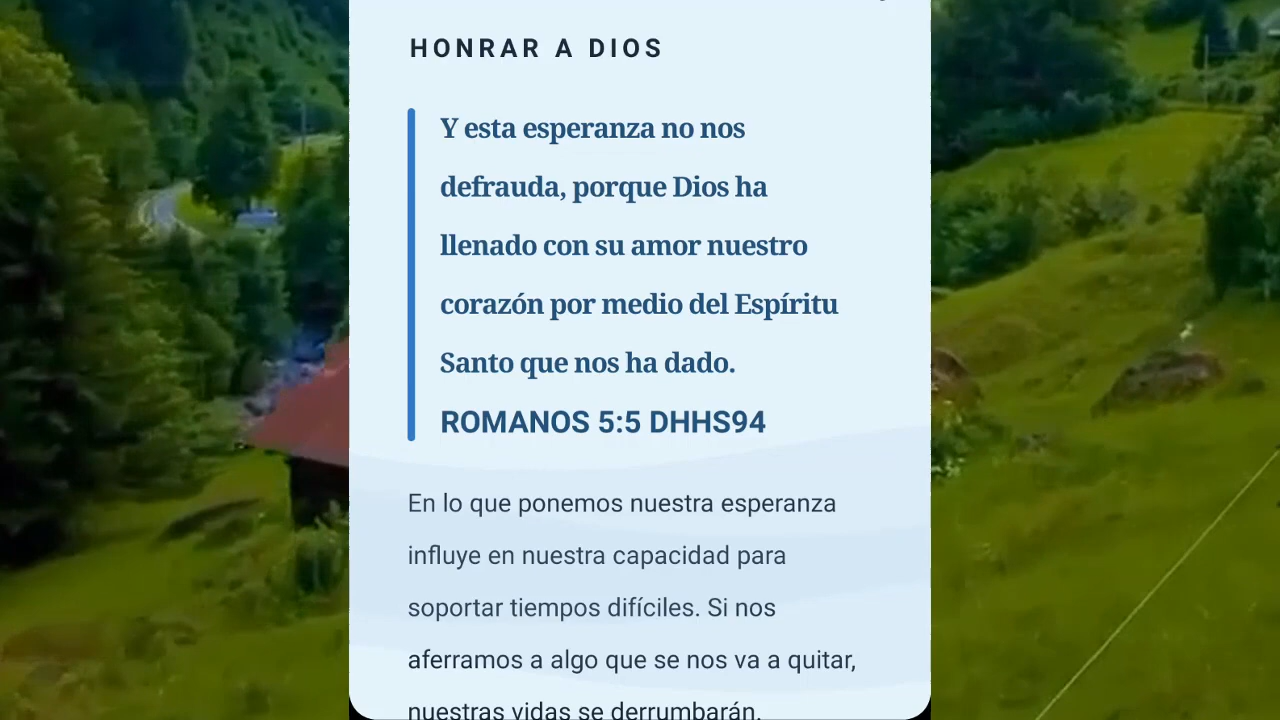 HONRAR A DIOS
Y esta esperanza no nos
defrauda, porque Dios ha
llenado con su amor nuestro
corazón por medio del Espíritu
Santo que nos ha dado.
ROMANOS 5:5 DHHS94
En lo que ponemos nuestra esperanza
influye en nuestra capacidad para
soportar tiempos difíciles. Si nos
aferramos a algo que se nos va a quitar,
nuestras vidas se derrumbarán.